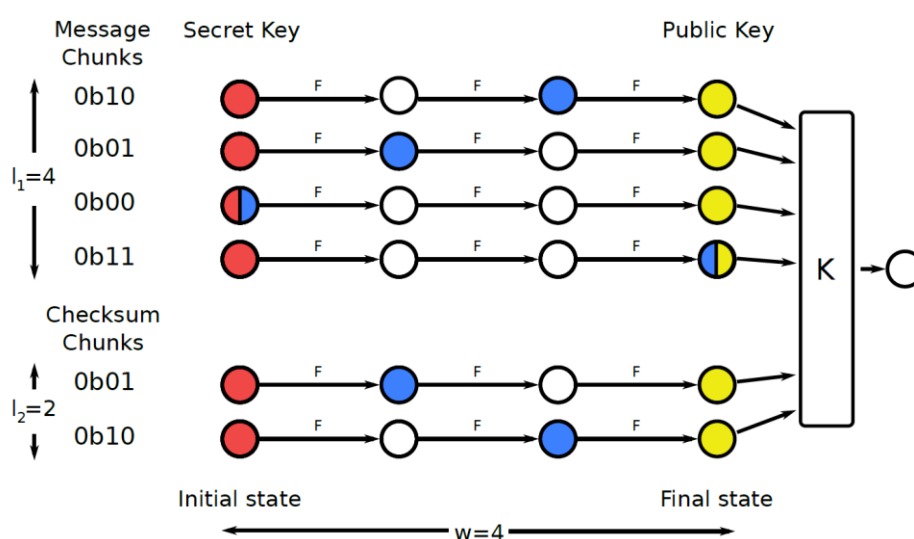 Message Chunks
Secret Key
Public Key
0b10
F F F
0b01
F F F
l₁=4
0b00
F F F
0b11
F F F
K
Checksum Chunks
0b01
F F F
l₂=2
0b10
F F F
Initial state
Final state
w=4